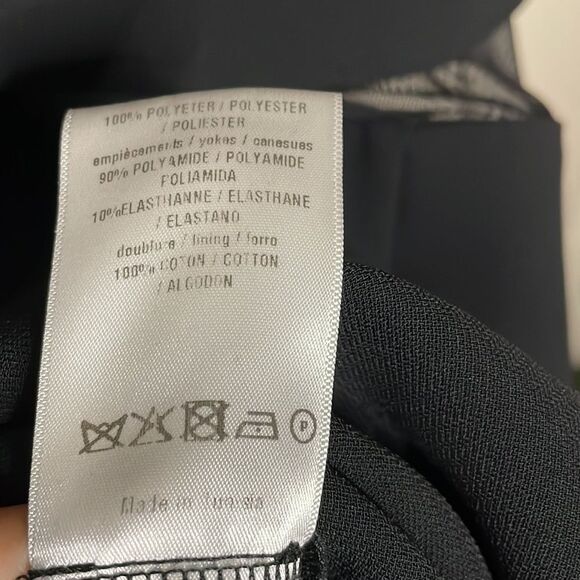 100% POLYETER / POLYESTER
/ POLIESTER
empiècements / yokes / canesues
90% POLYAMIDE / POLYAMIDE
POLIAMIDA
10%ELASTHANNE / ELASTHANE
/ ELASTANO
doublure / lining / forro
100% COTON / COTTON
/ ALGODON
P
Made in Tunisia